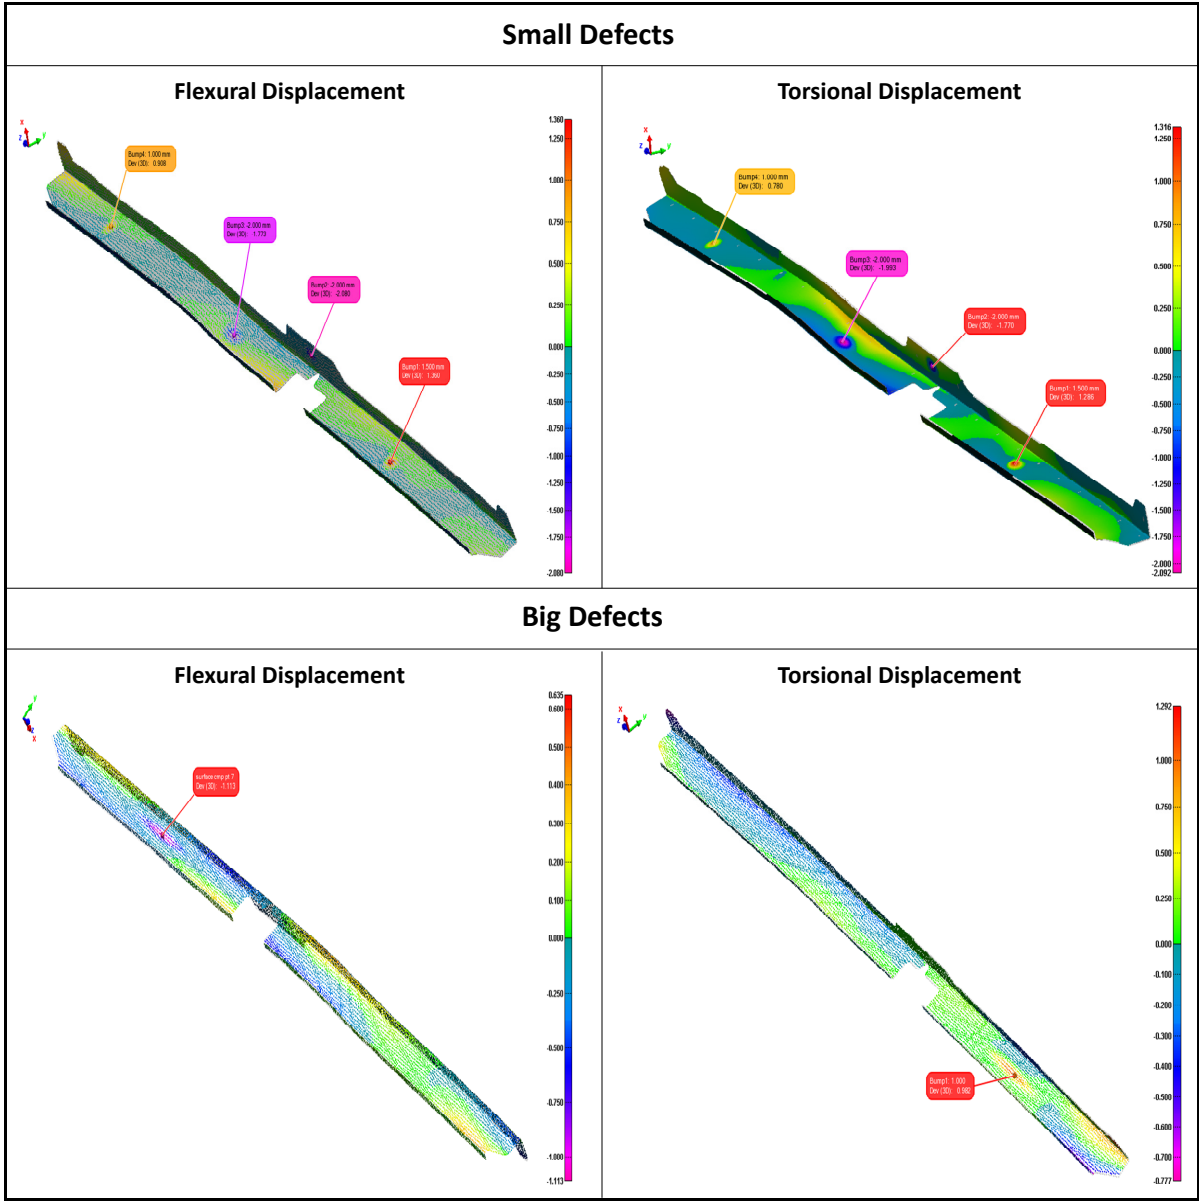 Small Defects
Flexural Displacement
x
z
y
Bump4: 1.000 mm
Dev (3D): 0.908
Bump3: -2.000 mm
Dev (3D): 1.773
Bump2: -2.000 mm
Dev (3D): -2.080
Bump1: 1.500 mm
Dev (3D): 1.360
1.360
1.250
1.000
0.750
0.500
0.250
0.000
-0.250
-0.500
-0.750
-1.000
-1.250
-1.500
-1.750
-2.080
Torsional Displacement
x
z
y
Bump4: 1.000 mm
Dev (3D): 0.780
Bump3: -2.000 mm
Dev (3D): -1.993
Bump2: -2.000 mm
Dev (3D): -1.770
Bump1: 1.500 mm
Dev (3D): 1.286
1.316
1.250
1.000
0.750
0.500
0.250
0.000
-0.250
-0.500
-0.750
-1.000
-1.250
-1.500
-1.750
-2.000
-2.092
Big Defects
Flexural Displacement
y
z
x
surface cmp pt 7
Dev (3D): -1.113
0.635
0.600
0.500
0.400
0.300
0.200
0.100
0.000
-0.250
-0.500
-0.750
-1.000
-1.113
Torsional Displacement
x
z
y
Bump1: 1.000
Dev (3D): 0.982
1.292
1.000
0.750
0.500
0.250
0.000
-0.100
-0.200
-0.300
-0.400
-0.500
-0.600
-0.700
-0.777